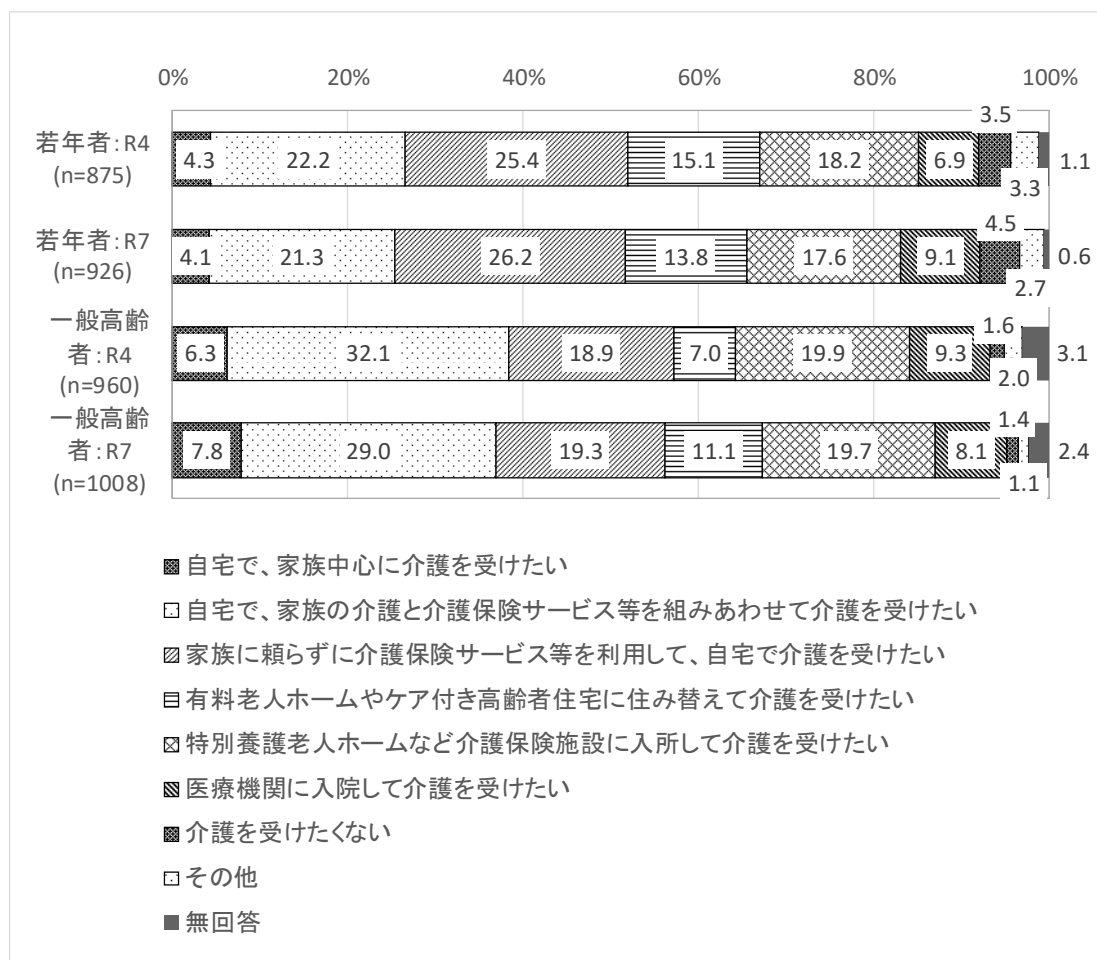 0% 20% 40% 60% 80% 100%
若年者:R4
(n=875)
4.3 22.2 25.4 15.1 18.2 6.9 3.5 3.3 1.1
若年者:R7
(n=926)
4.1 21.3 26.2 13.8 17.6 9.1 4.5 2.7 0.6
一般高齢
者:R4
(n=960)
6.3 32.1 18.9 7.0 19.9 9.3 1.6 2.0 3.1
一般高齢
者:R7
(n=1008)
7.8 29.0 19.3 11.1 19.7 8.1 1.4 1.1 2.4
自宅で、家族中心に介護を受けたい
自宅で、家族の介護と介護保険サービス等を組みあわせて介護を受けたい
家族に頼らずに介護保険サービス等を利用して、自宅で介護を受けたい
有料老人ホームやケア付き高齢者住宅に住み替えて介護を受けたい
特別養護老人ホームなど介護保険施設に入所して介護を受けたい
医療機関に入院して介護を受けたい
介護を受けたくない
その他
無回答